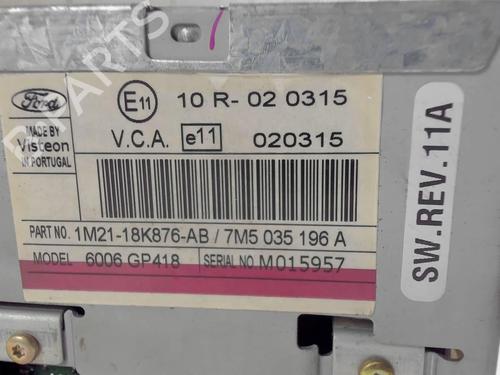 Ford
MADE BY
Visteon
IN PORTUGAL
E11 10 R- 02 0315
V.C.A. e11 020315
PART NO. 1M21-18K876-AB / 7M5 035 196 A
MODEL 6006 GP418 SERIAL NO. M015957
SW.REV.11A
PARTS